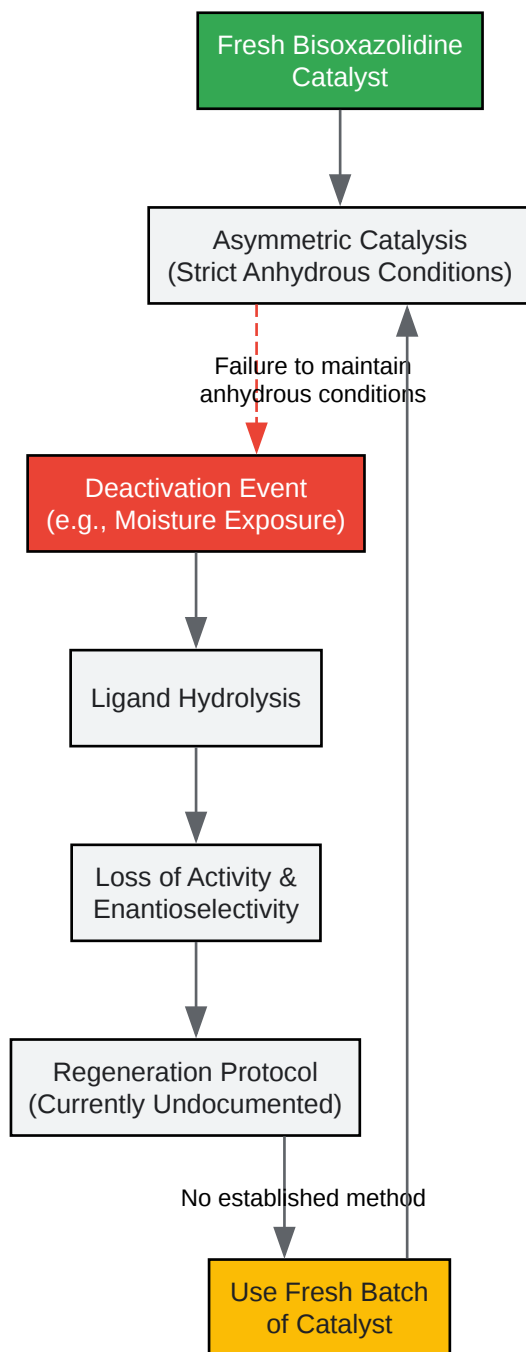 Fresh Bisoxazolidine
Catalyst
Asymmetric Catalysis
(Strict Anhydrous Conditions)
Failure to maintain
anhydrous conditions
Deactivation Event
(e.g., Moisture Exposure)
Ligand Hydrolysis
Loss of Activity &
Enantioselectivity
Regeneration Protocol
(Currently Undocumented)
No established method
Use Fresh Batch
of Catalyst